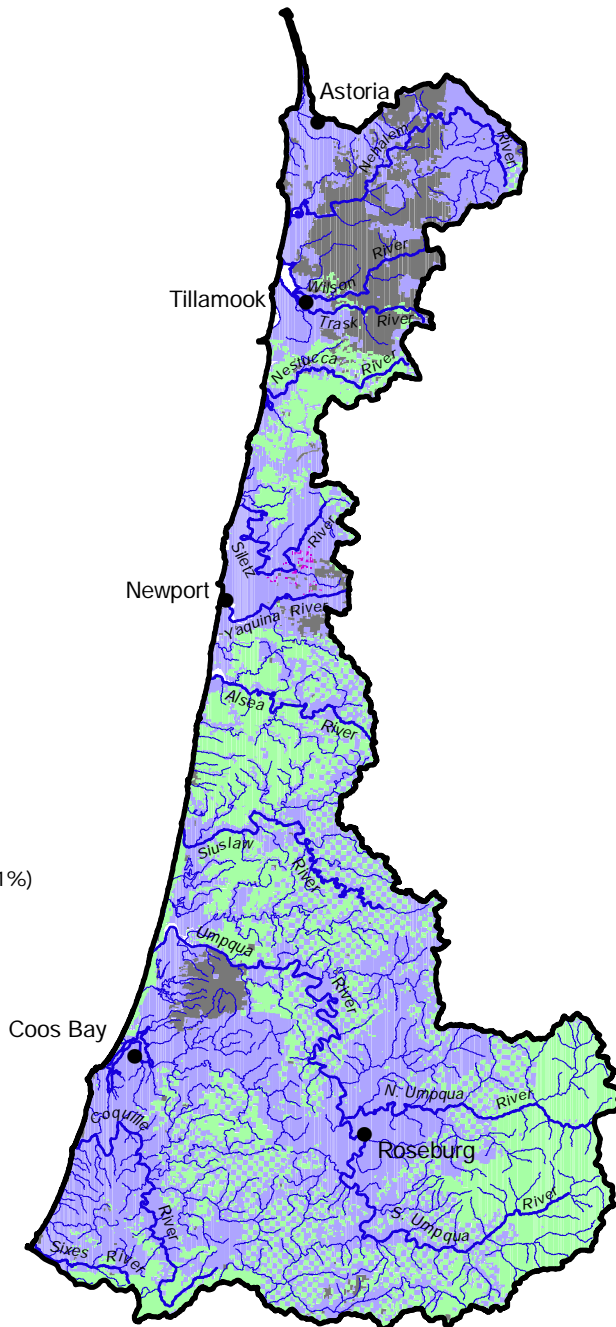 Astoria
Nehalem River
Wilson River
Tillamook
Trask River
Nestucca River
Siletz River
Newport
Yaquina River
Alsea River
Siuslaw River
1%)
Umpqua River
Coos Bay
N. Umpqua River
Coquille River
Roseburg
S. Umpqua River
Sixes River